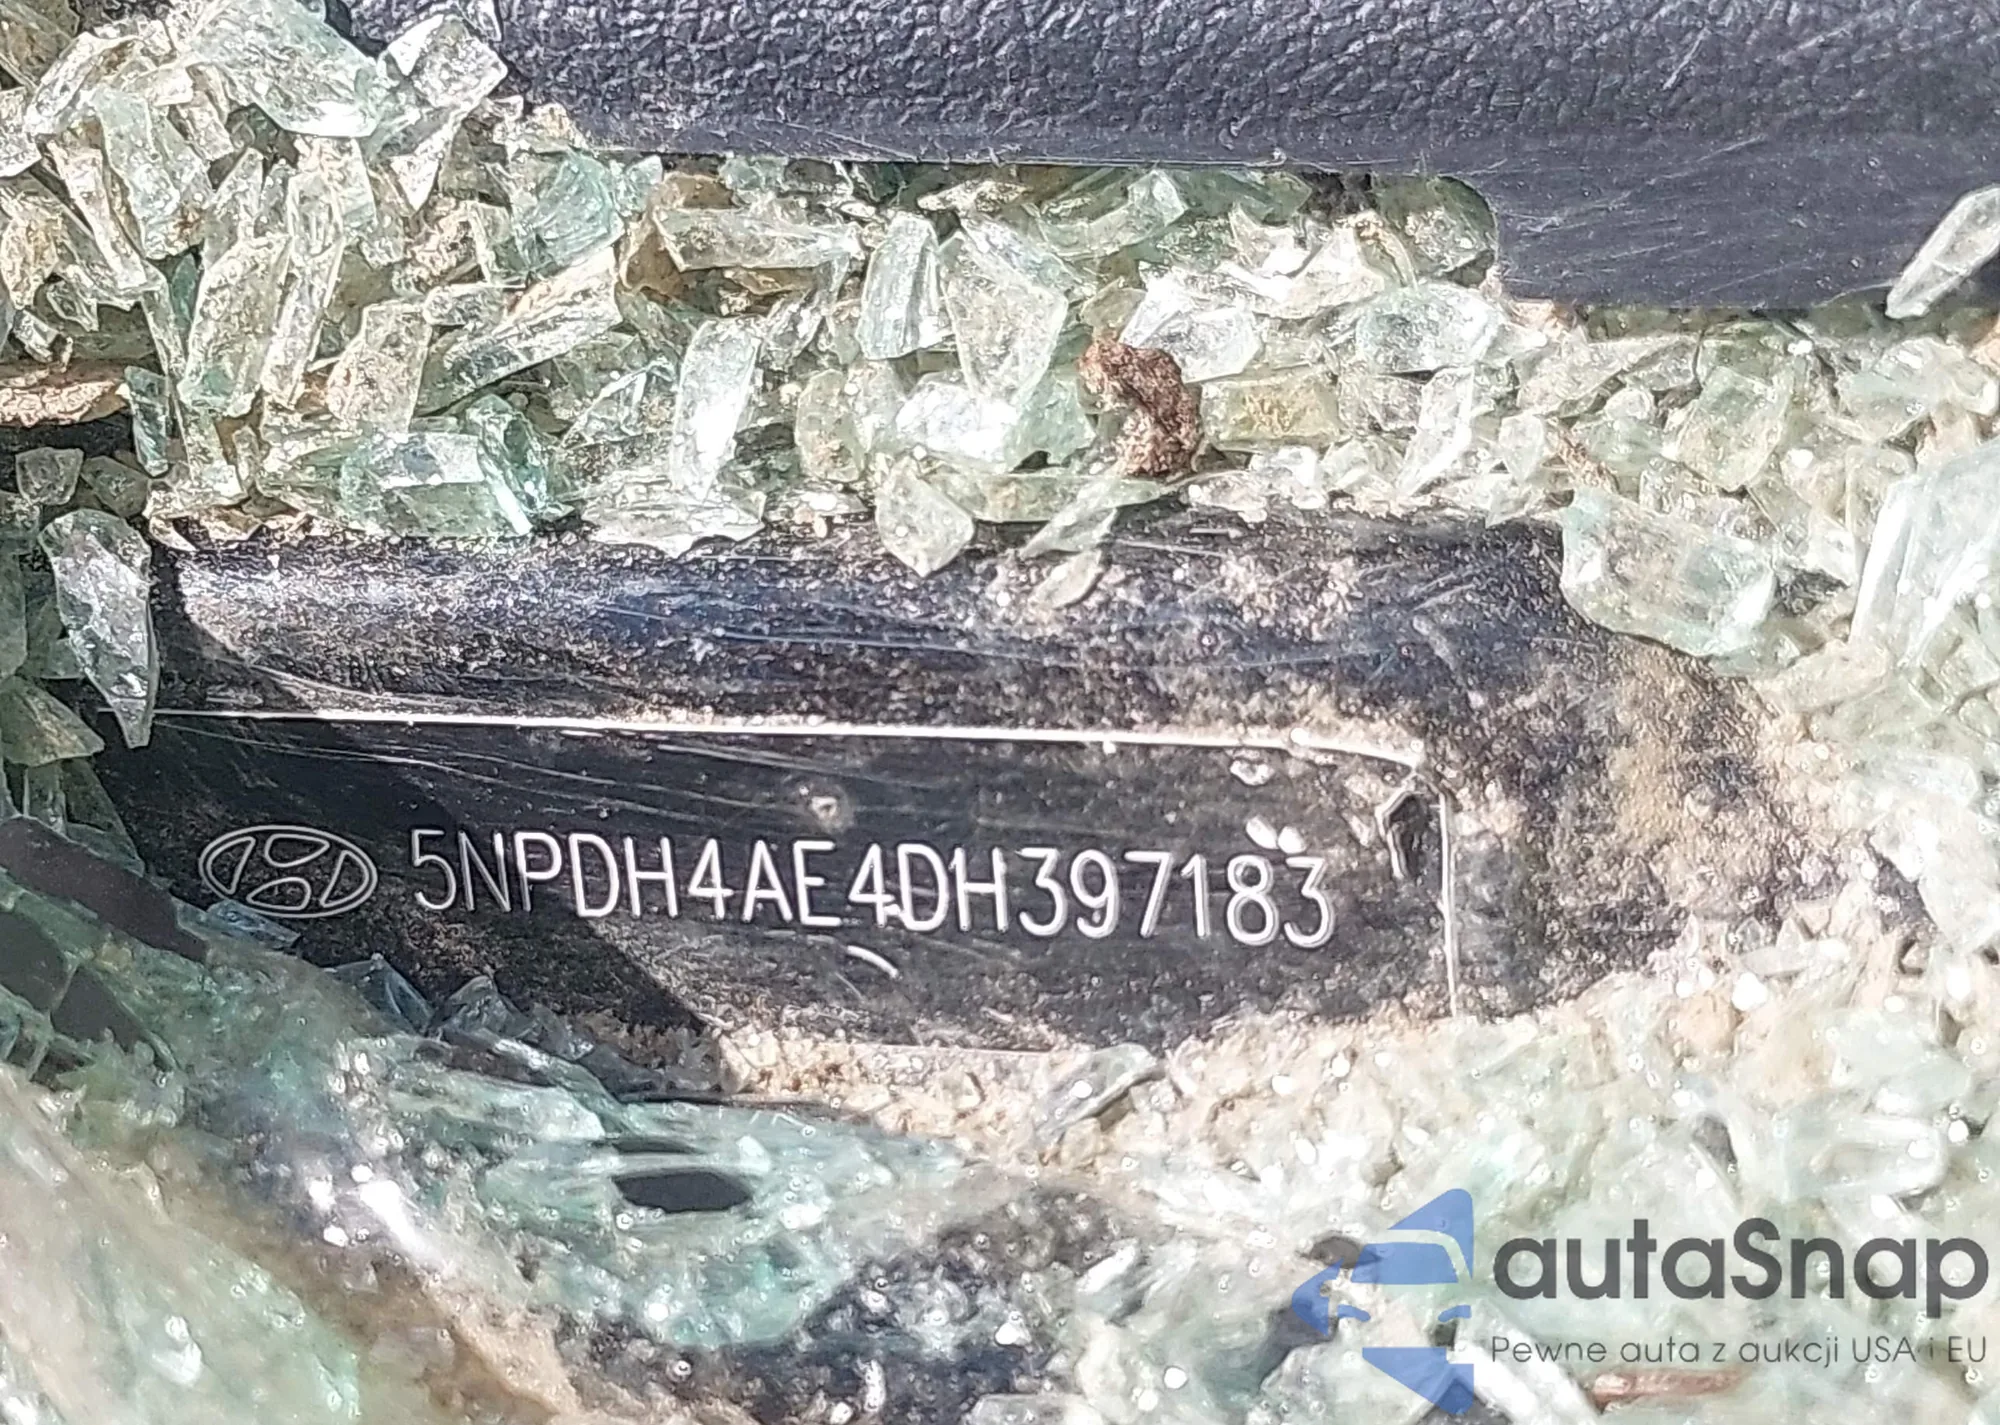 5NPDH4AE4DH397183
autaSnap
Pewne auta z aukcji USA i EU